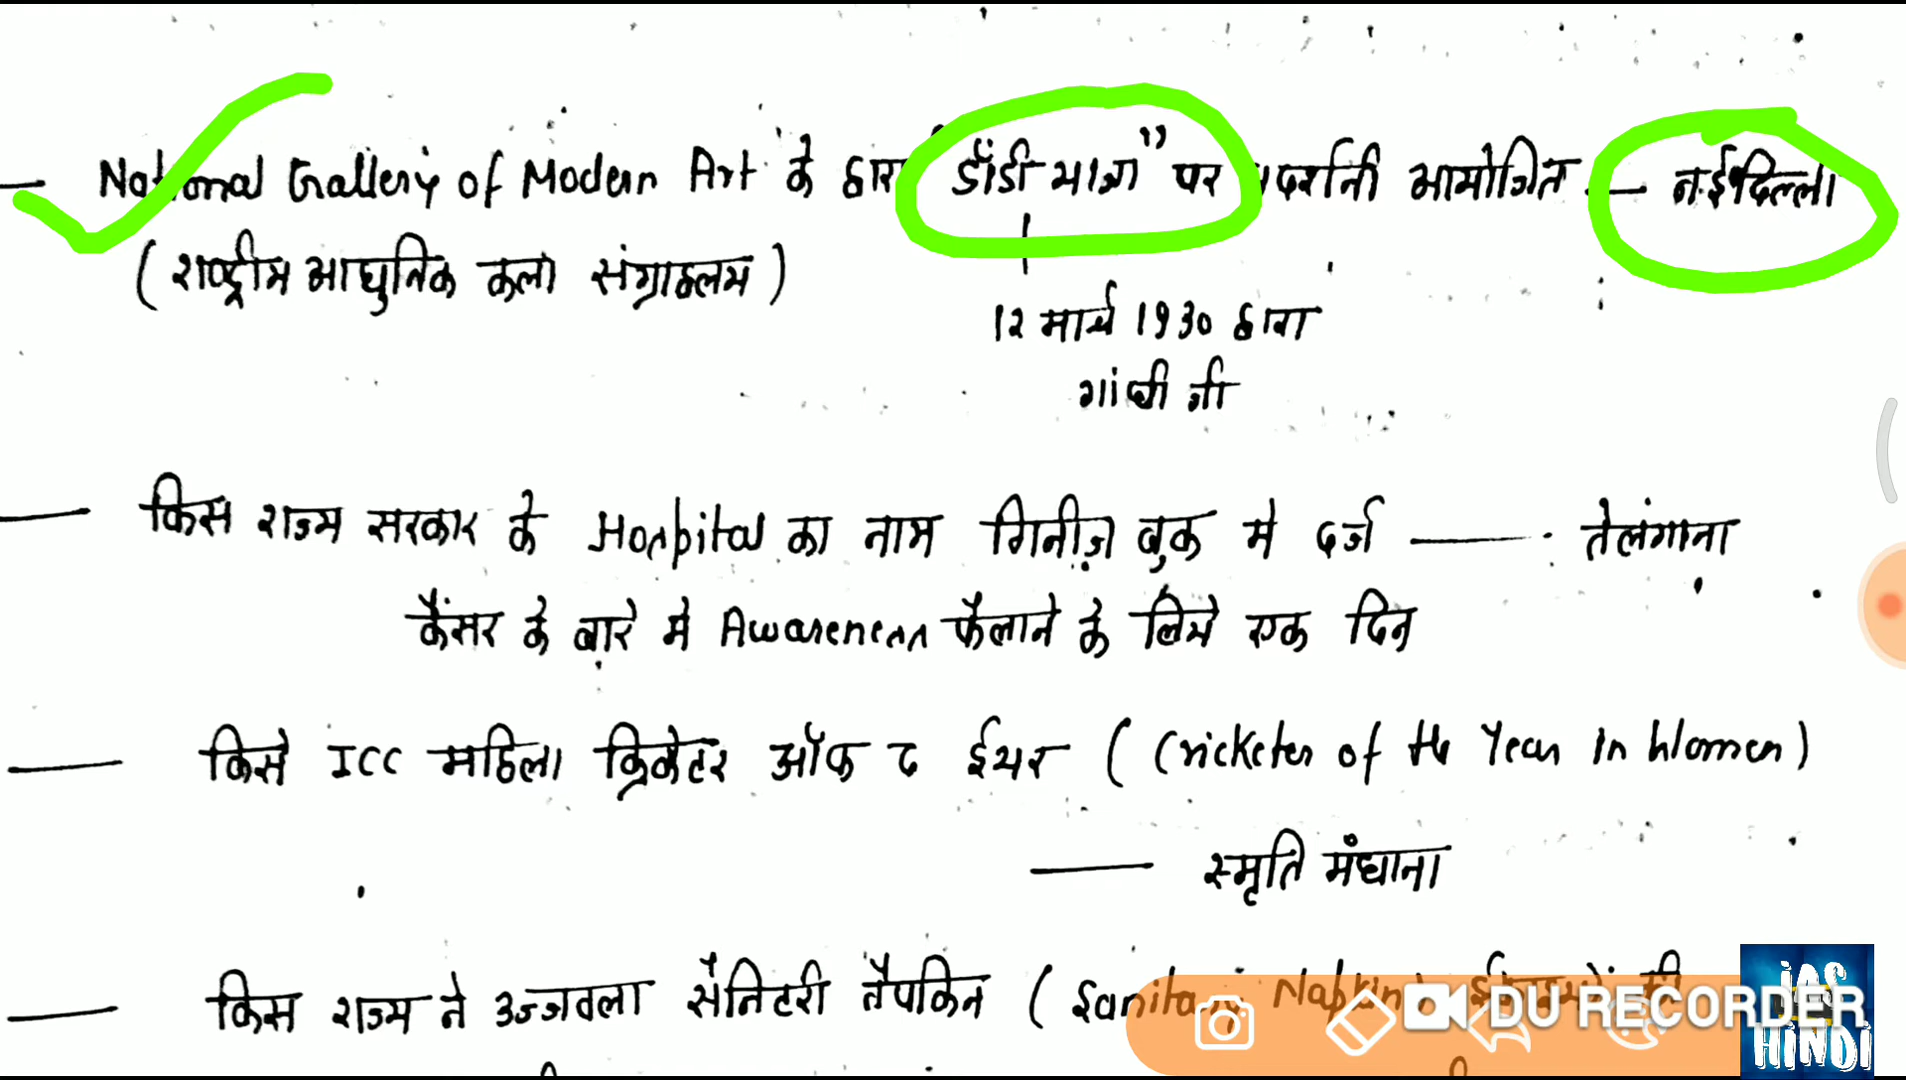 — National Gallery of Modern Art के द्वारा "डांडी यात्रा" पर प्रदर्शनी आयोजित — नई दिल्ली
(राष्ट्रीय आधुनिक कला संग्राहलय)
12 मार्च 1930 द्वारा
गांधी जी
— किस राज्य सरकार के Hospital का नाम गिनीज़ बुक मे दर्ज — तेलंगाना
कैंसर के बारे मे Awareness फैलाने के लिये एक दिन
— किसे ICC महिला क्रिकेटर ऑफ द ईयर (Cricketer of the Year in Women)
— स्मृति मंधाना
— किस राज्य ने उज्जवला सैनिटरी नैपकिन (Sanitary Napkin)
DU RECORDER
iAS
HiNDi